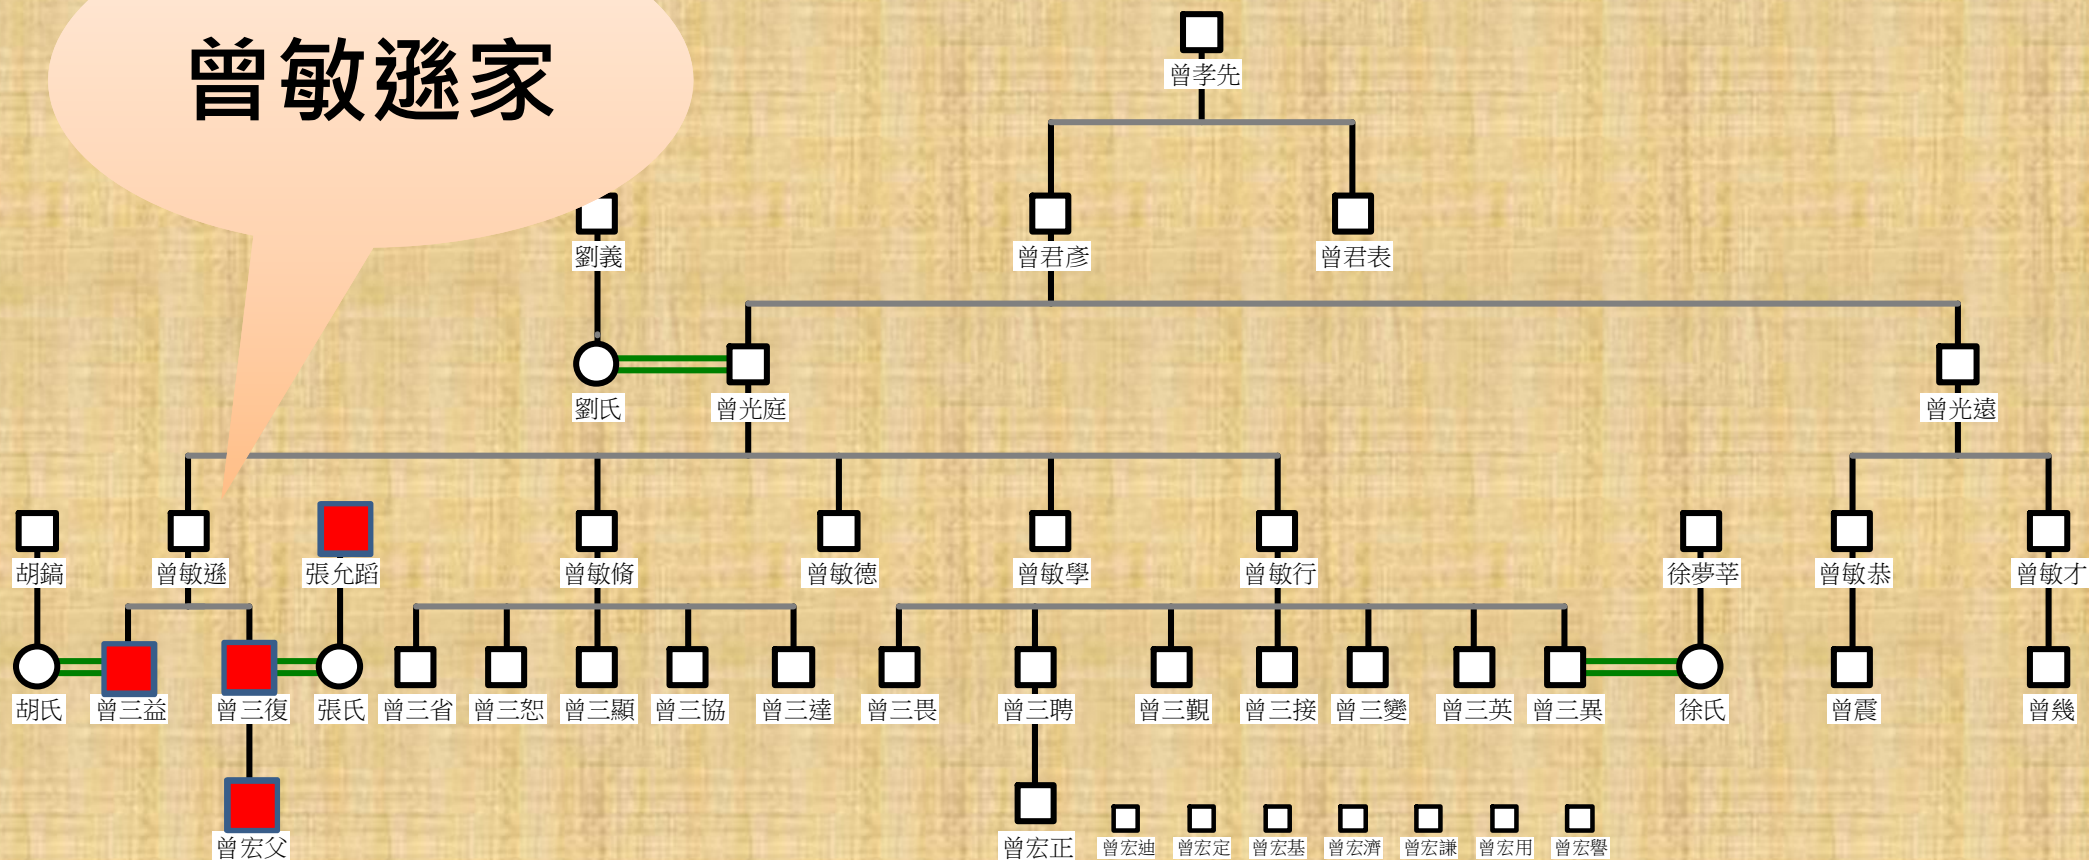 曾敏遜家
曾孝先
劉義
曾君彥
曾君表
劉氏
曾光庭
曾光遠
胡鎬
曾敏遜
張允蹈
曾敏脩
曾敏德
曾敏學
曾敏行
徐夢莘
曾敏恭
曾敏才
胡氏
曾三益
曾三復
張氏
曾三省
曾三恕
曾三顯
曾三協
曾三達
曾三畏
曾三聘
曾三觀
曾三接
曾三變
曾三英
曾三異
徐氏
曾震
曾幾
曾宏父
曾宏正
曾宏迪
曾宏定
曾宏基
曾宏濟
曾宏謙
曾宏用
曾宏譽